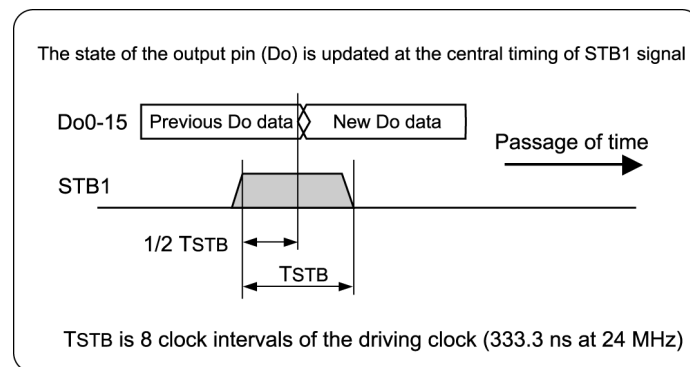 The state of the output pin (Do) is updated at the central timing of STB1 signal
Do0-15
Previous Do data
New Do data
Passage of time
STB1
1/2 TSTB
TSTB
TSTB is 8 clock intervals of the driving clock (333.3 ns at 24 MHz)